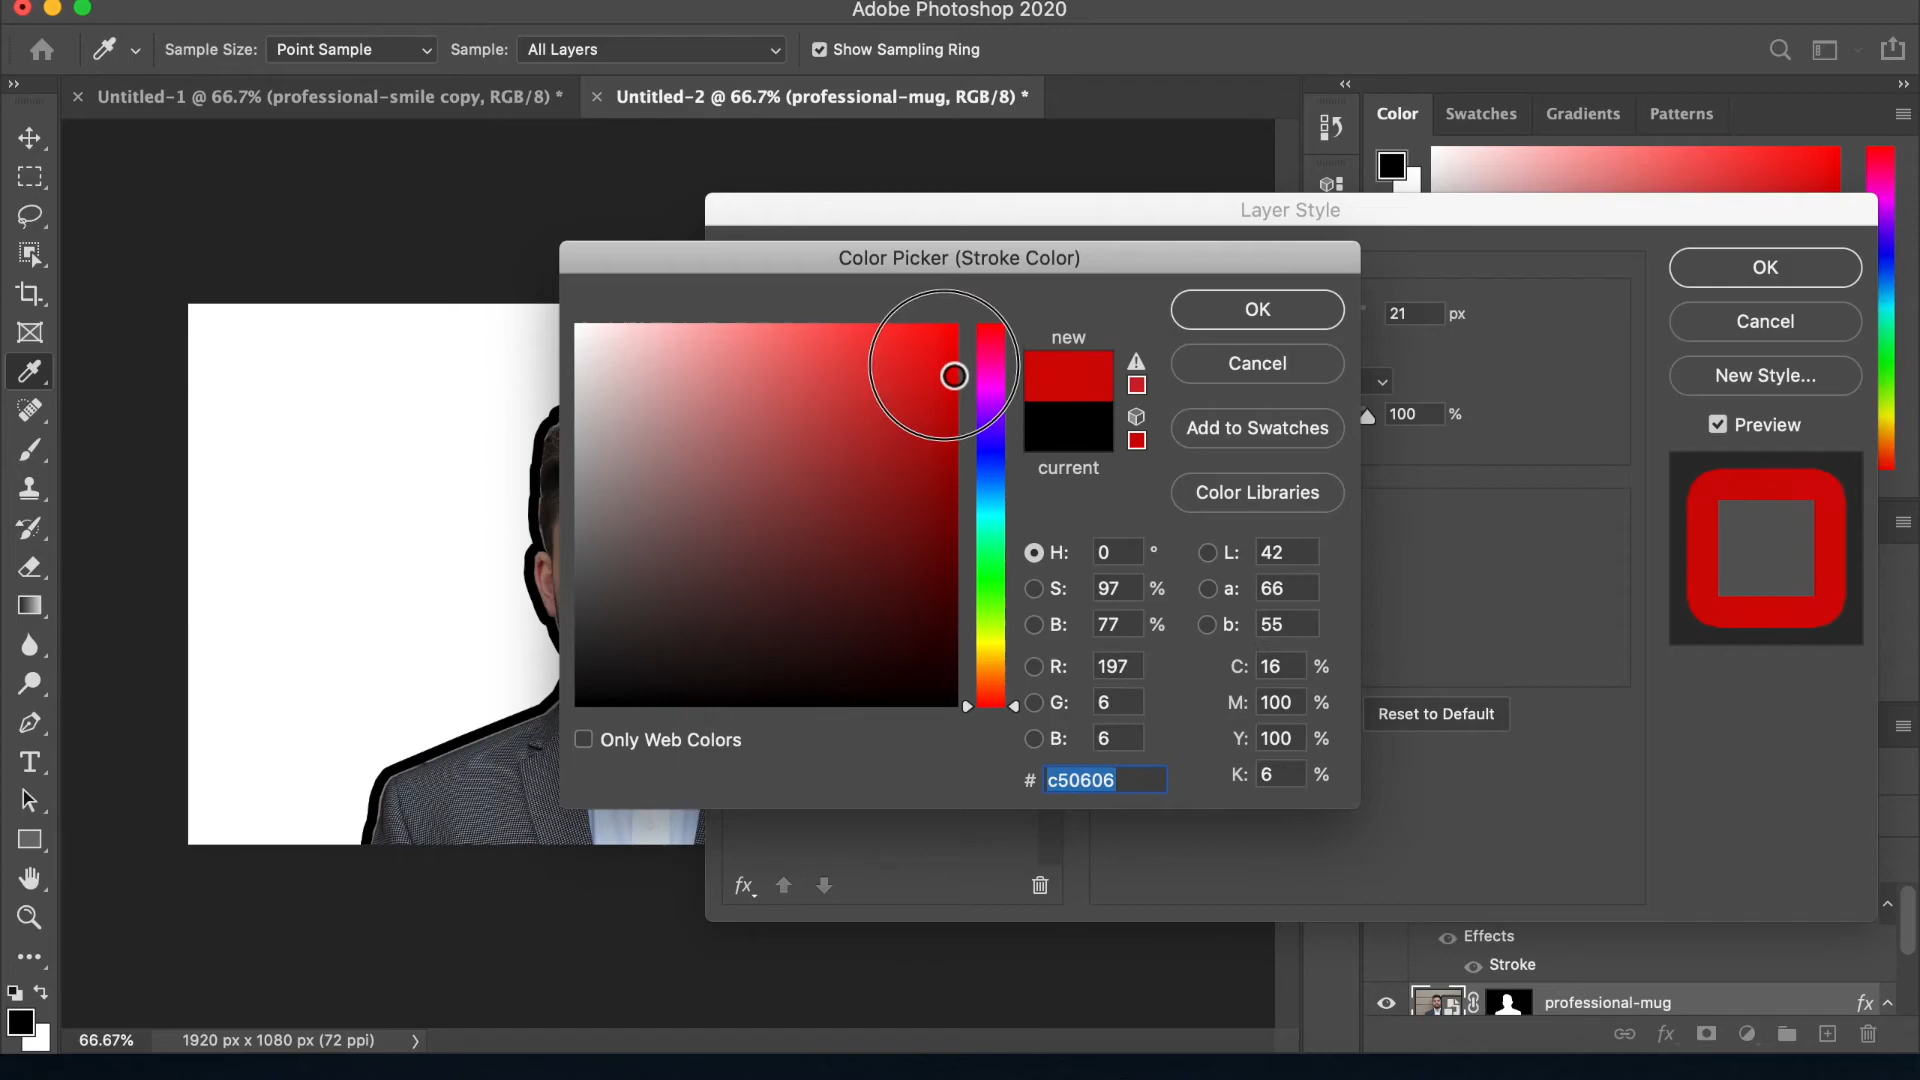 Adobe Photoshop 2020
Sample Size: Point Sample Sample: All Layers Show Sampling Ring
Untitled-1 @ 66.7% (professional-smile copy, RGB/8) *
Untitled-2 @ 66.7% (professional-mug, RGB/8) *
Color Swatches Gradients Patterns
Layer Style
Color Picker (Stroke Color)
new
current
OK
Cancel
Add to Swatches
Color Libraries
H: 0 ° L: 42
S: 97 % a: 66
B: 77 % b: 55
R: 197 C: 16 %
G: 6 M: 100 %
B: 6 Y: 100 %
# c50606 K: 6 %
Only Web Colors
21 px
100 %
Reset to Default
OK
Cancel
New Style...
Preview
fx
Effects
Stroke
professional-mug fx
fx
66.67% 1920 px x 1080 px (72 ppi)